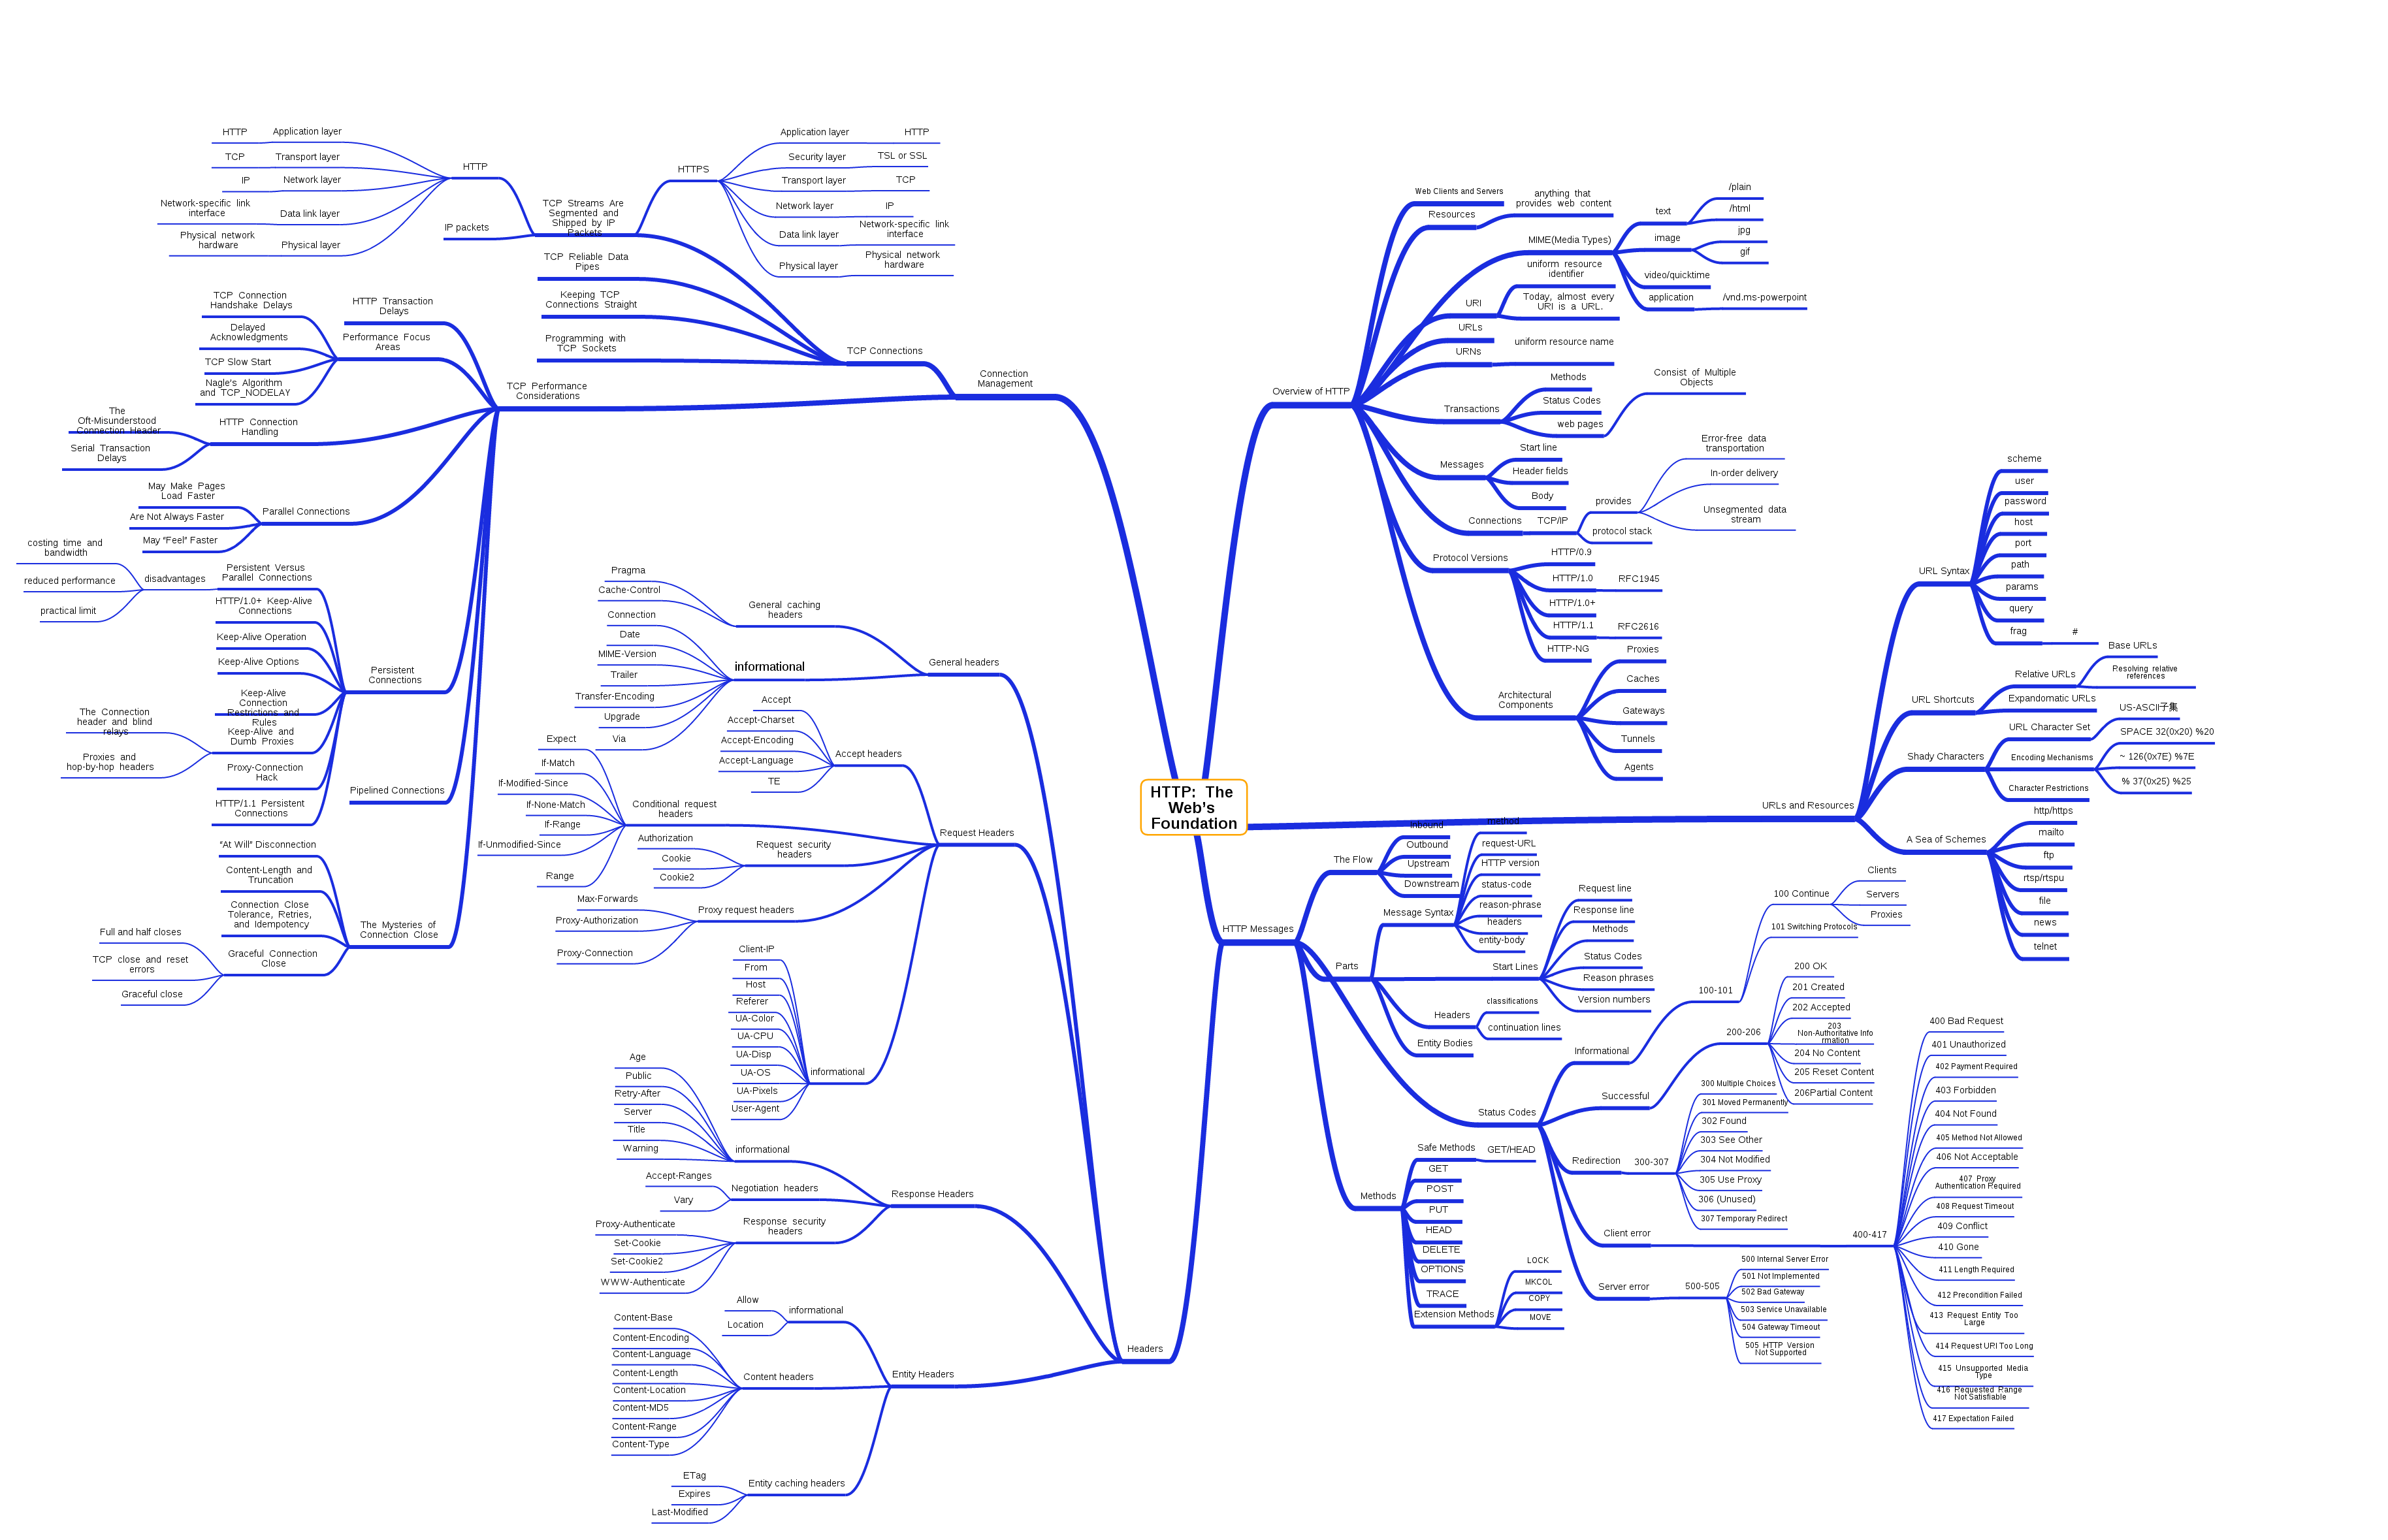 HTTP: The
Web's
Foundation
Connection
Management
TCP Connections
TCP Streams Are
Segmented and
Shipped by IP
Packets
HTTP
Application layer
HTTP
Transport layer
TCP
Network layer
IP
Data link layer
Network-specific link
interface
Physical layer
Physical network
hardware
IP packets
HTTPS
Application layer
HTTP
Security layer
TSL or SSL
Transport layer
TCP
Network layer
IP
Data link layer
Network-specific link
interface
Physical layer
Physical network
hardware
TCP Reliable Data
Pipes
Keeping TCP
Connections Straight
Programming with
TCP Sockets
TCP Performance
Considerations
HTTP Transaction
Delays
Performance Focus
Areas
TCP Connection
Handshake Delays
Delayed
Acknowledgments
TCP Slow Start
Nagle's Algorithm
and TCP_NODELAY
HTTP Connection
Handling
The
Oft-Misunderstood
Connection Header
Serial Transaction
Delays
Parallel Connections
May Make Pages
Load Faster
Are Not Always Faster
May "Feel" Faster
Persistent
Connections
Persistent Versus
Parallel Connections
disadvantages
costing time and
bandwidth
reduced performance
practical limit
HTTP/1.0+ Keep-Alive
Connections
Keep-Alive Operation
Keep-Alive Options
Keep-Alive
Connection
Restrictions and
Rules
Keep-Alive and
Dumb Proxies
The Connection
header and blind
relays
Proxies and
hop-by-hop headers
Proxy-Connection
Hack
HTTP/1.1 Persistent
Connections
Pipelined Connections
The Mysteries of
Connection Close
"At Will" Disconnection
Content-Length and
Truncation
Connection Close
Tolerance, Retries,
and Idempotency
Graceful Connection
Close
Full and half closes
TCP close and reset
errors
Graceful close
Overview of HTTP
Web Clients and Servers
Resources
anything that
provides web content
MIME(Media Types)
text
/plain
/html
image
jpg
gif
video/quicktime
application
/vnd.ms-powerpoint
URI
uniform resource
identifier
Today, almost every
URI is a URL.
URLs
URNs
uniform resource name
Transactions
Methods
Status Codes
web pages
Consist of Multiple
Objects
Messages
Start line
Header fields
Body
Connections
TCP/IP
provides
Error-free data
transportation
In-order delivery
Unsegmented data
stream
protocol stack
Protocol Versions
HTTP/0.9
HTTP/1.0
RFC1945
HTTP/1.0+
HTTP/1.1
RFC2616
HTTP-NG
Architectural
Components
Proxies
Caches
Gateways
Tunnels
Agents
URLs and Resources
URL Syntax
scheme
user
password
host
port
path
params
query
frag
#
URL Shortcuts
Relative URLs
Base URLs
Resolving relative
references
Expandomatic URLs
Shady Characters
URL Character Set
US-ASCII子集
Encoding Mechanisms
SPACE 32(0x20) %20
~ 126(0x7E) %7E
% 37(0x25) %25
Character Restrictions
A Sea of Schemes
http/https
mailto
ftp
rtsp/rtspu
file
news
telnet
HTTP Messages
The Flow
Inbound
Outbound
Upstream
Downstream
Parts
Message Syntax
method
request-URL
HTTP version
status-code
reason-phrase
headers
entity-body
Start Lines
Request line
Response line
Methods
Status Codes
Reason phrases
Version numbers
Headers
classifications
continuation lines
Entity Bodies
Status Codes
Informational
100-101
100 Continue
Clients
Servers
Proxies
101 Switching Protocols
Successful
200-206
200 OK
201 Created
202 Accepted
203
Non-Authoritative Info
rmation
204 No Content
205 Reset Content
206Partial Content
Redirection
300-307
300 Multiple Choices
301 Moved Permanently
302 Found
303 See Other
304 Not Modified
305 Use Proxy
306 (Unused)
307 Temporary Redirect
Client error
400-417
400 Bad Request
401 Unauthorized
402 Payment Required
403 Forbidden
404 Not Found
405 Method Not Allowed
406 Not Acceptable
407 Proxy
Authentication Required
408 Request Timeout
409 Conflict
410 Gone
411 Length Required
412 Precondition Failed
413 Request Entity Too
Large
414 Request URI Too Long
415 Unsupported Media
Type
416 Requested Range
Not Satisfiable
417 Expectation Failed
Server error
500-505
500 Internal Server Error
501 Not Implemented
502 Bad Gateway
503 Service Unavailable
504 Gateway Timeout
505 HTTP Version
Not Supported
Methods
Safe Methods
GET/HEAD
GET
POST
PUT
HEAD
DELETE
OPTIONS
TRACE
Extension Methods
LOCK
MKCOL
COPY
MOVE
Headers
General headers
General caching
headers
Pragma
Cache-Control
informational
Connection
Date
MIME-Version
Trailer
Transfer-Encoding
Upgrade
Via
Request Headers
Accept headers
Accept
Accept-Charset
Accept-Encoding
Accept-Language
TE
Conditional request
headers
Expect
If-Match
If-Modified-Since
If-None-Match
If-Range
If-Unmodified-Since
Range
Request security
headers
Authorization
Cookie
Cookie2
Proxy request headers
Max-Forwards
Proxy-Authorization
Proxy-Connection
informational
Client-IP
From
Host
Referer
UA-Color
UA-CPU
UA-Disp
UA-OS
UA-Pixels
User-Agent
Response Headers
informational
Age
Public
Retry-After
Server
Title
Warning
Negotiation headers
Accept-Ranges
Vary
Response security
headers
Proxy-Authenticate
Set-Cookie
Set-Cookie2
WWW-Authenticate
Entity Headers
informational
Allow
Location
Content headers
Content-Base
Content-Encoding
Content-Language
Content-Length
Content-Location
Content-MD5
Content-Range
Content-Type
Entity caching headers
ETag
Expires
Last-Modified